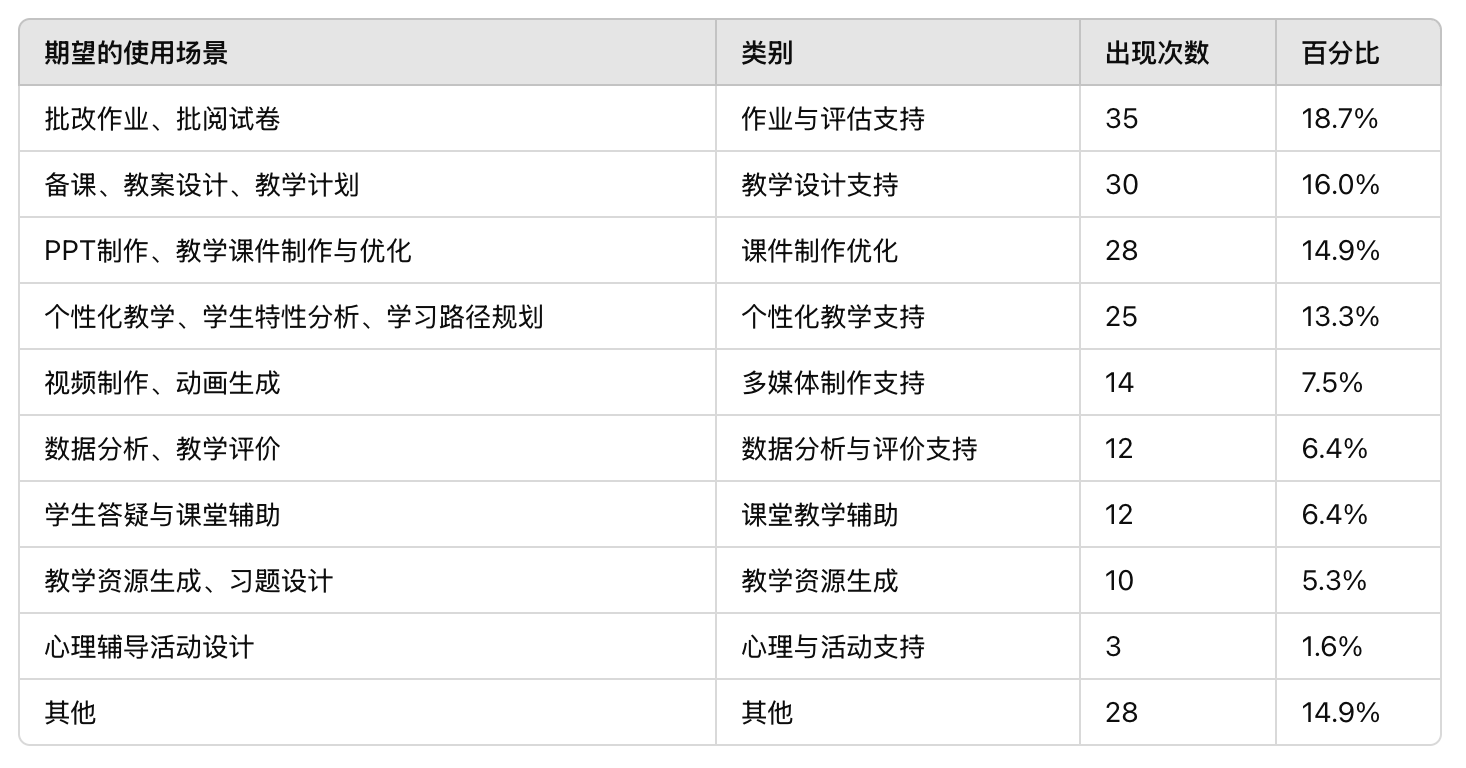 期望的使用场景 类别 出现次数 百分比
批改作业、批阅试卷 作业与评估支持 35 18.7%
备课、教案设计、教学计划 教学设计支持 30 16.0%
PPT制作、教学课件制作与优化 课件制作优化 28 14.9%
个性化教学、学生特性分析、学习路径规划 个性化教学支持 25 13.3%
视频制作、动画生成 多媒体制作支持 14 7.5%
数据分析、教学评价 数据分析与评价支持 12 6.4%
学生答疑与课堂辅助 课堂教学辅助 12 6.4%
教学资源生成、习题设计 教学资源生成 10 5.3%
心理辅导活动设计 心理与活动支持 3 1.6%
其他 其他 28 14.9%